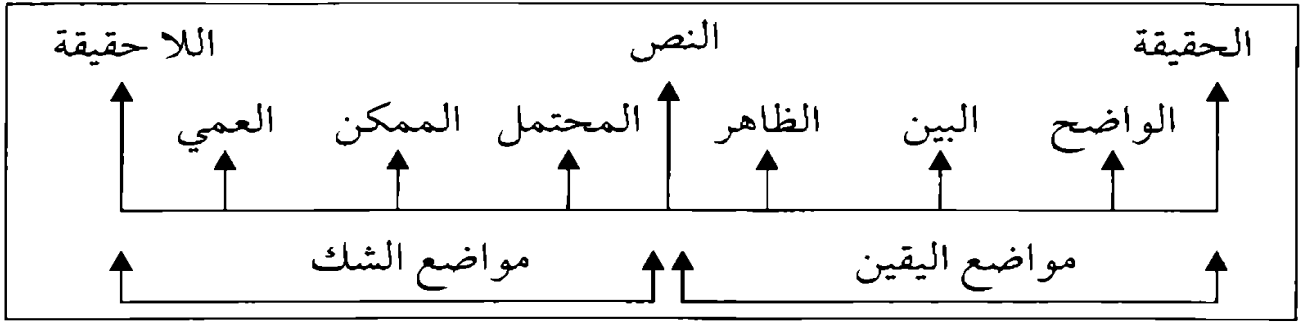 الحقيقة النص اللا حقيقة
الواضح البين الظاهر المحتمل الممكن العمي
مواضع اليقين مواضع الشك